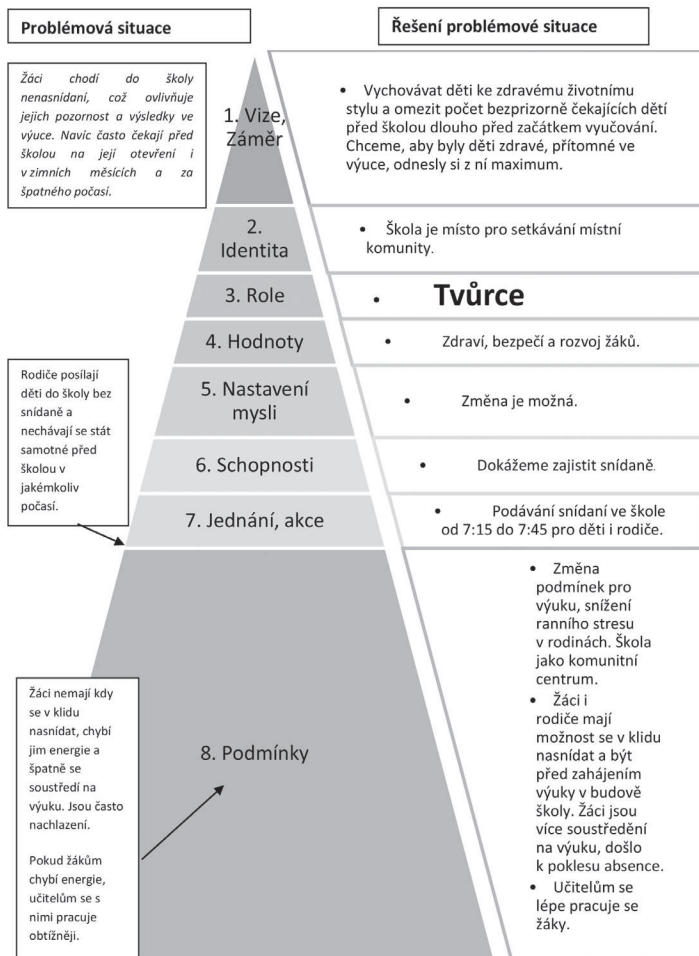 Problémová situace
Řešení problémové situace
Žáci chodí do školy
nenasnídaní, což ovlivňuje
jejich pozornost a výsledky ve
výuce. Navíc často čekají před
školou na její otevření i
v zimních měsících a za
špatného počasí.
1. Vize,
Záměr
• Vychovávat děti ke zdravému životnímu
stylu a omezit počet bezprizorně čekajících dětí
před školou dlouho před začátkem vyučování.
Chceme, aby byly děti zdravé, přítomné ve
výuce, odnesly si z ní maximum.
2.
Identita
• Škola je místo pro setkávání místní
komunity.
3. Role
• Tvůrce
4. Hodnoty
• Zdraví, bezpečí a rozvoj žáků.
Rodiče posílají
děti do školy bez
snídaně a
nechávají se stát
samotné před
školou v
jakémkoliv
počasí.
5. Nastavení
mysli
• Změna je možná.
6. Schopnosti
• Dokážeme zajistit snídaně.
7. Jednání, akce
• Podávání snídaní ve škole
od 7:15 do 7:45 pro děti i rodiče.
Žáci nemají kdy
se v klidu
nasnídat, chybí
jim energie a
špatně se
soustředí na
výuku. Jsou často
nachlazení.
Pokud žákům
chybí energie,
učitelům se s
nimi pracuje
obtížněji.
8. Podmínky
• Změna
podmínek pro
výuku, snížení
ranního stresu
v rodinách. Škola
jako komunitní
centrum.
• Žáci i
rodiče mají
možnost se v klidu
nasnídat a být
před zahájením
výuky v budově
školy. Žáci jsou
více soustředění
na výuku, došlo
k poklesu absence.
• Učitelům se
lépe pracuje se
žáky.